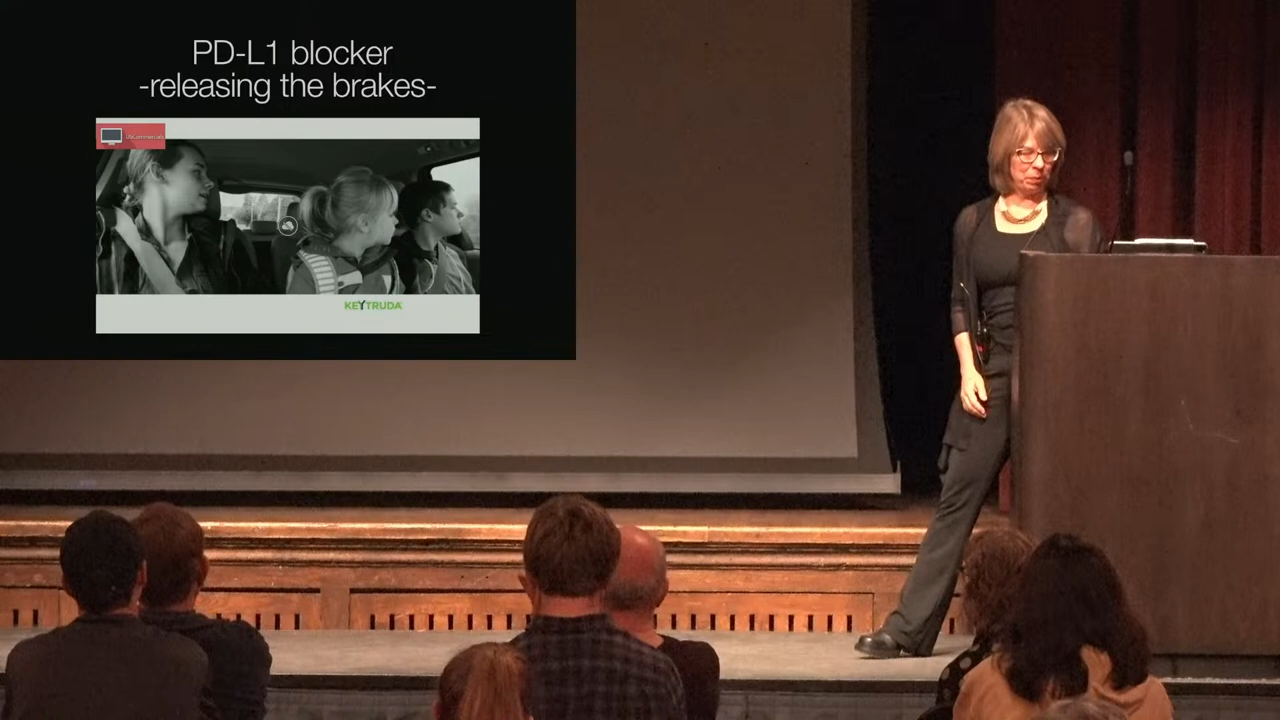 PD-L1 blocker
-releasing the brakes-
KEYTRUDA